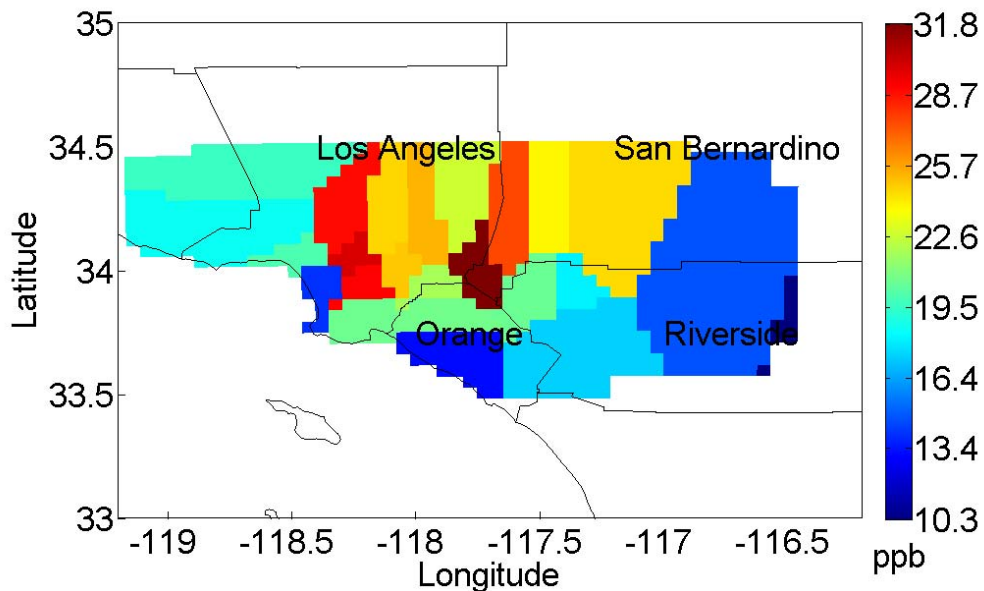 35
34.5
34
33.5
33
Latitude
Los Angeles
San Bernardino
Orange
Riverside
-119
-118.5
-118
-117.5
-117
-116.5
Longitude
31.8
28.7
25.7
22.6
19.5
16.4
13.4
10.3
ppb